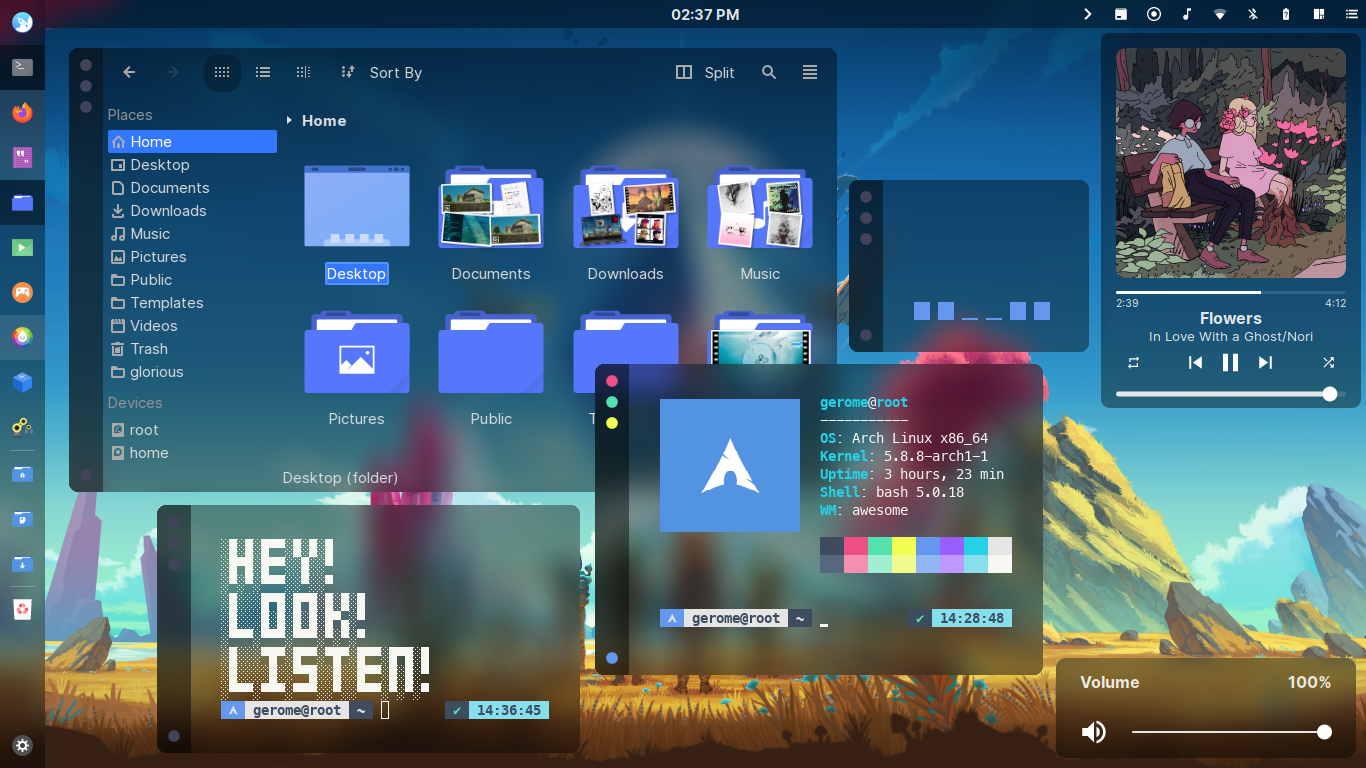 02:37 PM
Sort By
Split
Places
Home
Desktop
Documents
Downloads
Music
Pictures
Public
Templates
Videos
Trash
glorious
Devices
root
home
Home
Desktop
Documents
Downloads
Music
Pictures
Public
Desktop (folder)
2:39
4:12
Flowers
In Love With a Ghost/Nori
gerome@root
-----------
OS: Arch Linux x86_64
Kernel: 5.8.8-arch1-1
Uptime: 3 hours, 23 min
Shell: bash 5.0.18
WM: awesome
gerome@root ~
✔ 14:28:48
HEY!
LOOK!
LISTEN!
gerome@root ~
✔ 14:36:45
Volume
100%